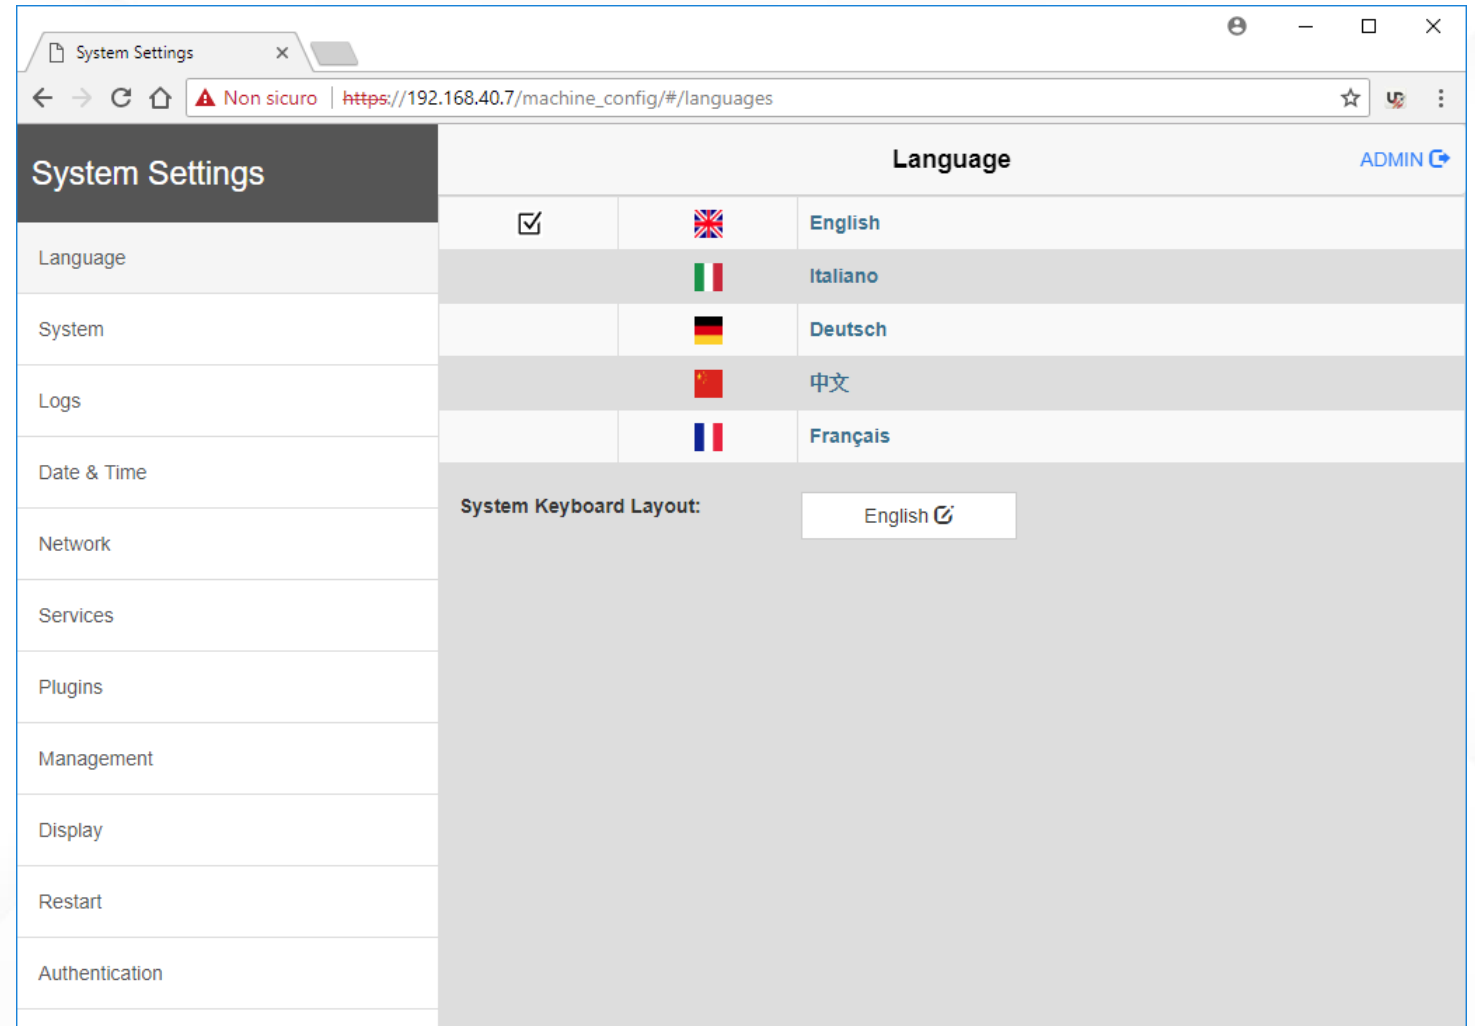 System Settings
Non sicuro https://192.168.40.7/machine_config/#/languages
System Settings
Language
System
Logs
Date & Time
Network
Services
Plugins
Management
Display
Restart
Authentication
Language
ADMIN
English
Italiano
Deutsch
中文
Français
System Keyboard Layout:
English